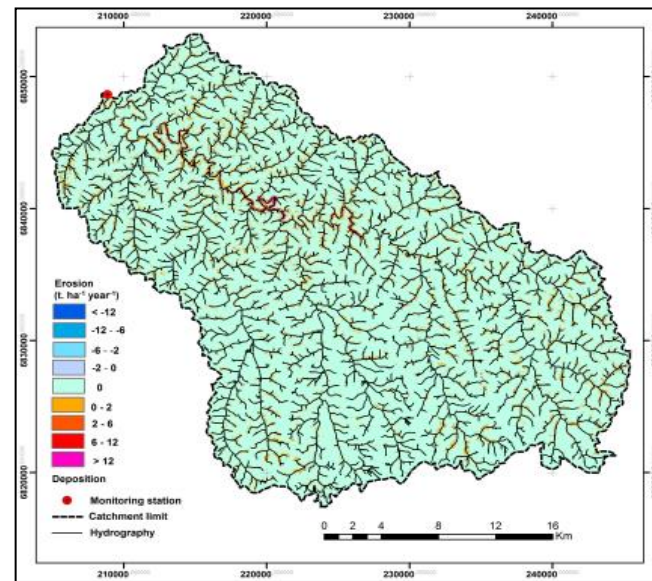 210000 220000 230000 240000
6850000
6840000
6830000
6820000
Erosion
(t. ha⁻¹ year⁻¹)
< -12
-12 - -6
-6 - -2
-2 - 0
0
0 - 2
2 - 6
6 - 12
> 12
Deposition
Monitoring station
Catchment limit
Hydrography
0 2 4 8 12 16
Km
210000 220000 230000 240000